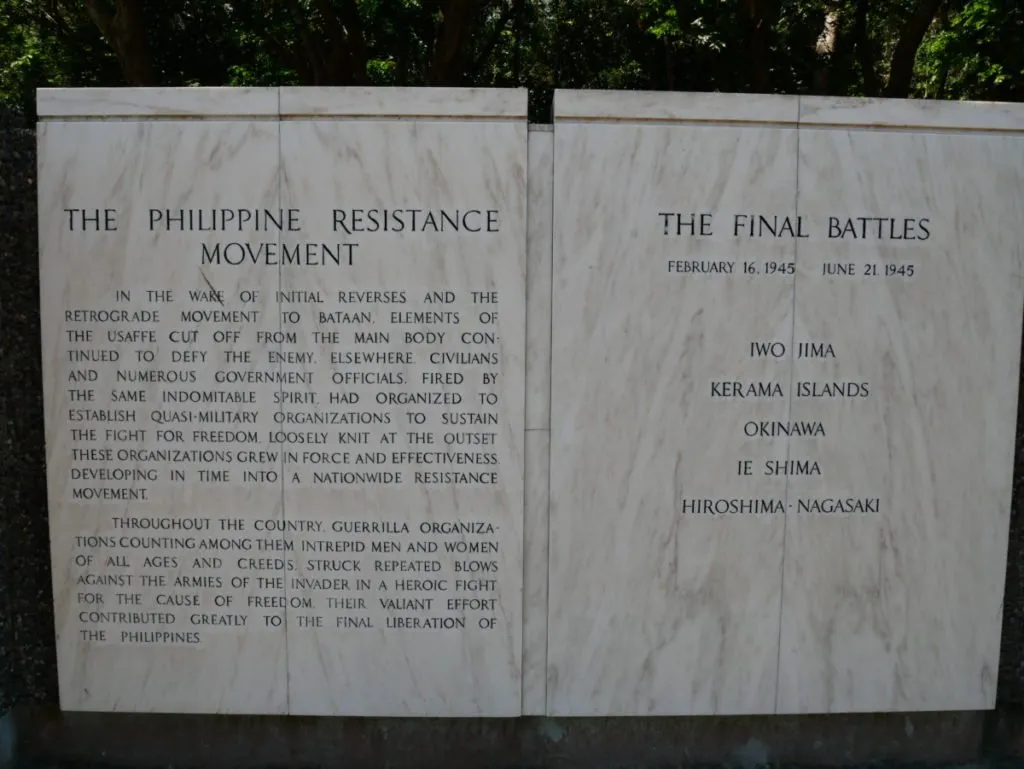 THE PHILIPPINE RESISTANCE
MOVEMENT
IN THE WAKE OF INITIAL REVERSES AND THE
RETROGRADE MOVEMENT TO BATAAN, ELEMENTS OF
THE USAFFE CUT OFF FROM THE MAIN BODY CON-
TINUED TO DEFY THE ENEMY. ELSEWHERE, CIVILIANS
AND NUMEROUS GOVERNMENT OFFICIALS, FIRED BY
THE SAME INDOMITABLE SPIRIT, HAD ORGANIZED TO
ESTABLISH QUASI-MILITARY ORGANIZATIONS TO SUSTAIN
THE FIGHT FOR FREEDOM. LOOSELY KNIT AT THE OUTSET
THESE ORGANIZATIONS GREW IN FORCE AND EFFECTIVENESS,
DEVELOPING IN TIME INTO A NATIONWIDE RESISTANCE
MOVEMENT.
THROUGHOUT THE COUNTRY, GUERRILLA ORGANIZA-
TIONS COUNTING AMONG THEM INTREPID MEN AND WOMEN
OF ALL AGES AND CREEDS, STRUCK REPEATED BLOWS
AGAINST THE ARMIES OF THE INVADER IN A HEROIC FIGHT
FOR THE CAUSE OF FREEDOM. THEIR VALIANT EFFORT
CONTRIBUTED GREATLY TO THE FINAL LIBERATION OF
THE PHILIPPINES.
THE FINAL BATTLES
FEBRUARY 16, 1945 JUNE 21, 1945
IWO JIMA
KERAMA ISLANDS
OKINAWA
IE SHIMA
HIROSHIMA · NAGASAKI